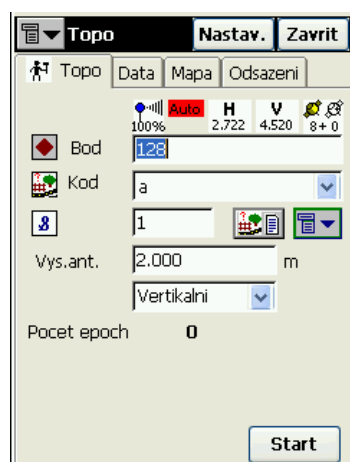 Topo Nastav. Zavrit
Topo Data Mapa Odsazeni
Auto H V
100% 2.722 4.520 8+ 0
Bod 128
Kod a
1
Vys.ant. 2.000 m
Vertikalni
Pocet epoch 0
Start